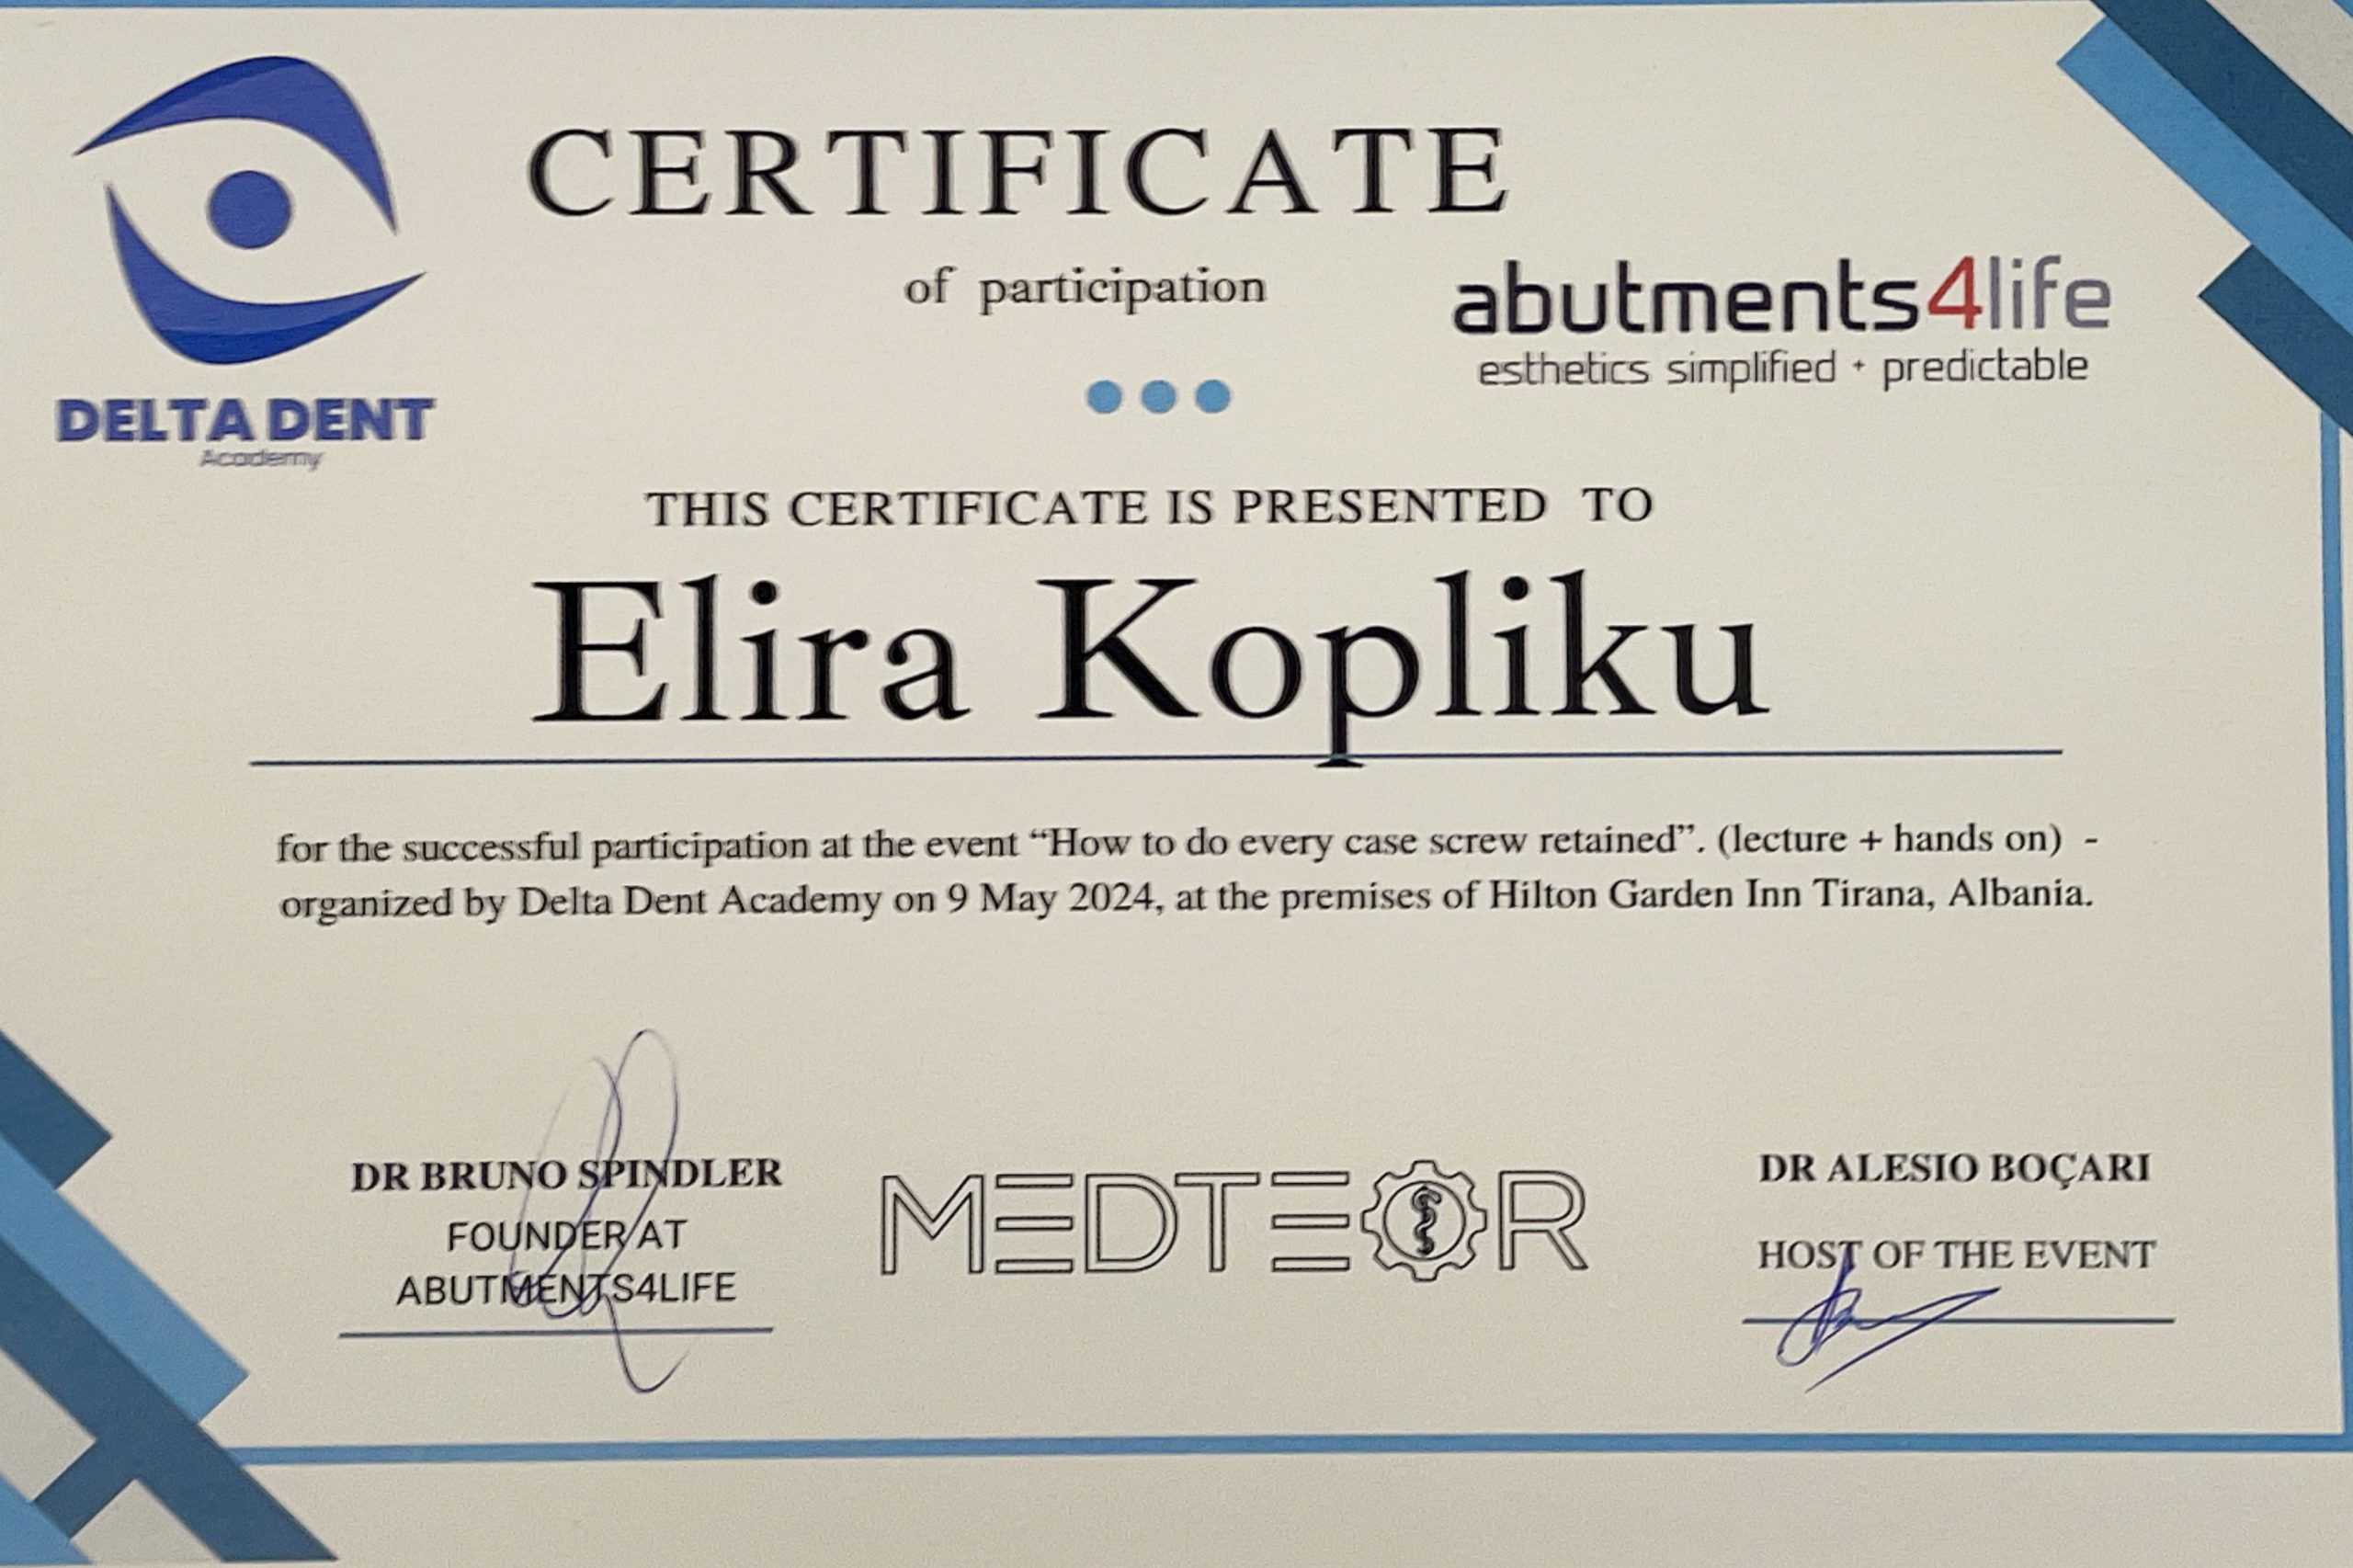 CERTIFICATE
of participation
abutments4life
esthetics simplified + predictable
DELTA DENT
Academy
THIS CERTIFICATE IS PRESENTED TO
Elira Kopliku
for the successful participation at the event “How to do every case screw retained”. (lecture + hands on) -
organized by Delta Dent Academy on 9 May 2024, at the premises of Hilton Garden Inn Tirana, Albania.
DR BRUNO SPINDLER
FOUNDER AT
ABUTMENTS4LIFE
MEDTEOR
DR ALESIO BOÇARI
HOST OF THE EVENT